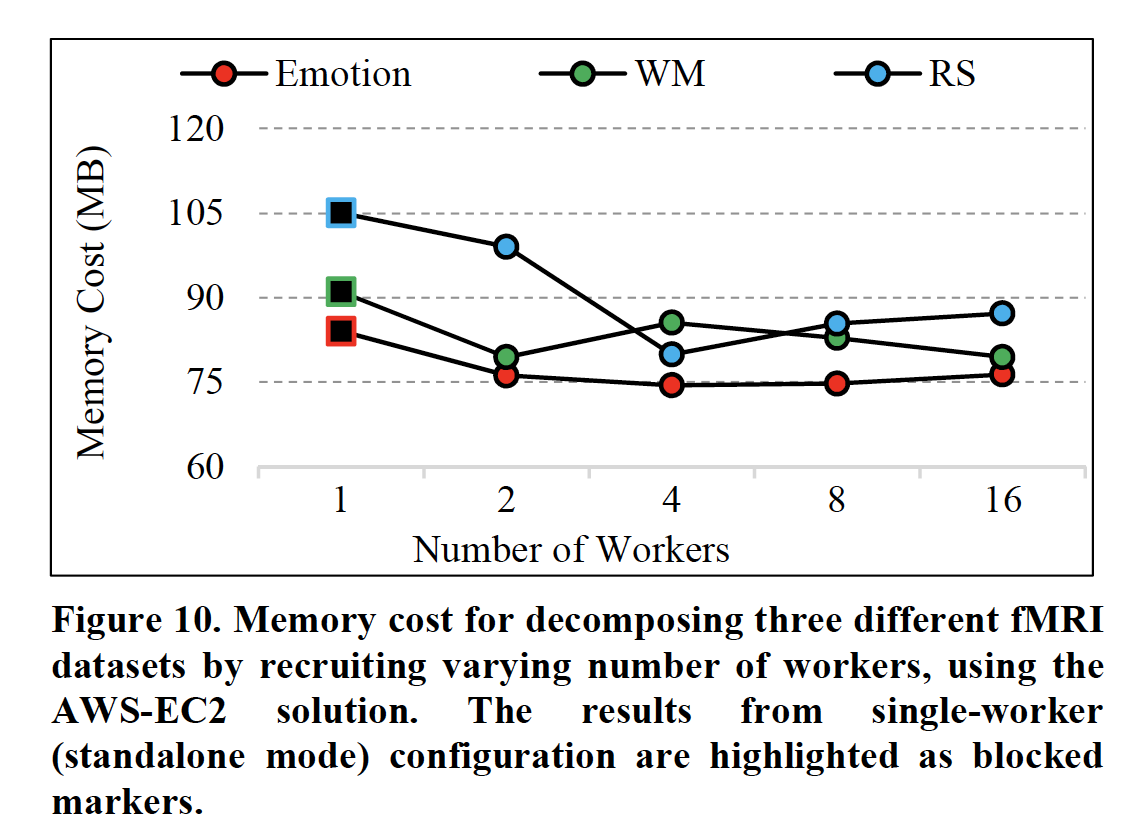 Emotion WM RS
120
105
90
75
60
Memory Cost (MB)
1 2 4 8 16
Number of Workers
Figure 10. Memory cost for decomposing three different fMRI
datasets by recruiting varying number of workers, using the
AWS-EC2 solution. The results from single-worker
(standalone mode) configuration are highlighted as blocked
markers.